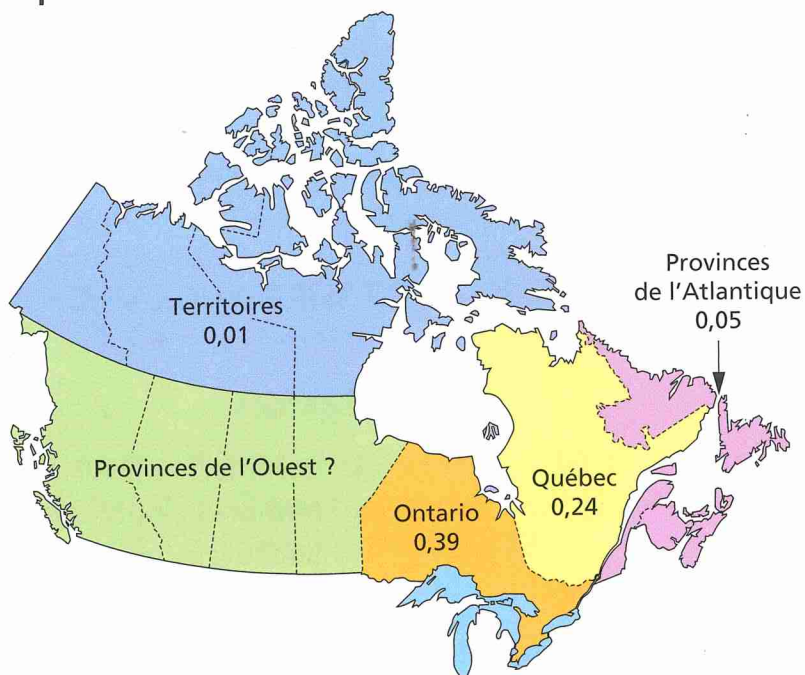 Territoires
0,01
Provinces
de l'Atlantique
0,05
Provinces de l'Ouest ?
Ontario
0,39
Québec
0,24